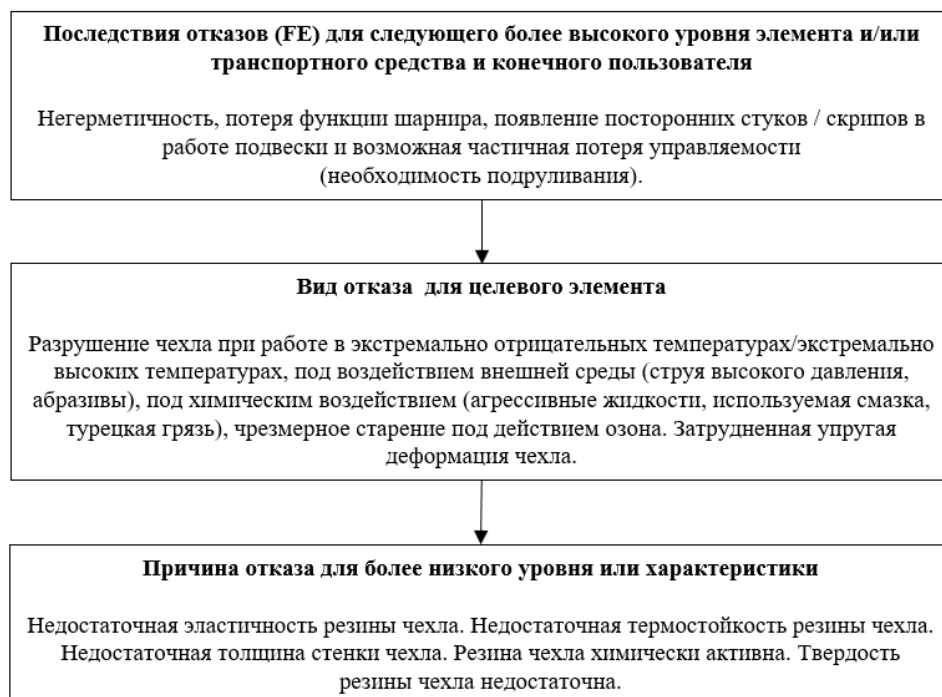 Последствия отказов (FE) для следующего более высокого уровня элемента и/или
транспортного средства и конечного пользователя
Негерметичность, потеря функции шарнира, появление посторонних стуков / скрипов в
работе подвески и возможная частичная потеря управляемости
(необходимость подруливания).
Вид отказа для целевого элемента
Разрушение чехла при работе в экстремально отрицательных температурах/экстремально
высоких температурах, под воздействием внешней среды (струя высокого давления,
абразивы), под химическим воздействием (агрессивные жидкости, используемая смазка,
турецкая грязь), чрезмерное старение под действием озона. Затрудненная упругая
деформация чехла.
Причина отказа для более низкого уровня или характеристики
Недостаточная эластичность резины чехла. Недостаточная термостойкость резины чехла.
Недостаточная толщина стенки чехла. Резина чехла химически активна. Твердость
резины чехла недостаточна.